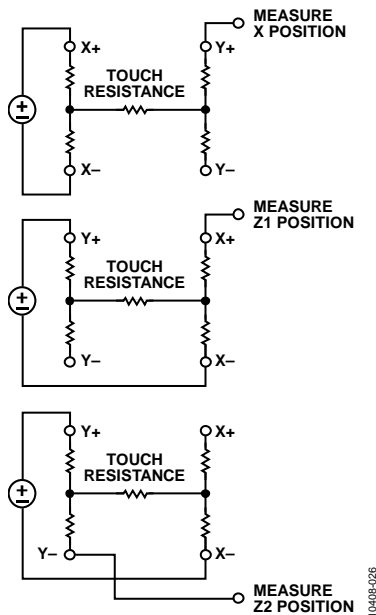 MEASURE
X POSITION
X+
Y+
TOUCH
RESISTANCE
X–
Y–
MEASURE
Z1 POSITION
Y+
X+
TOUCH
RESISTANCE
Y–
X–
Y+
X+
TOUCH
RESISTANCE
Y–
X–
MEASURE
Z2 POSITION
10408-026